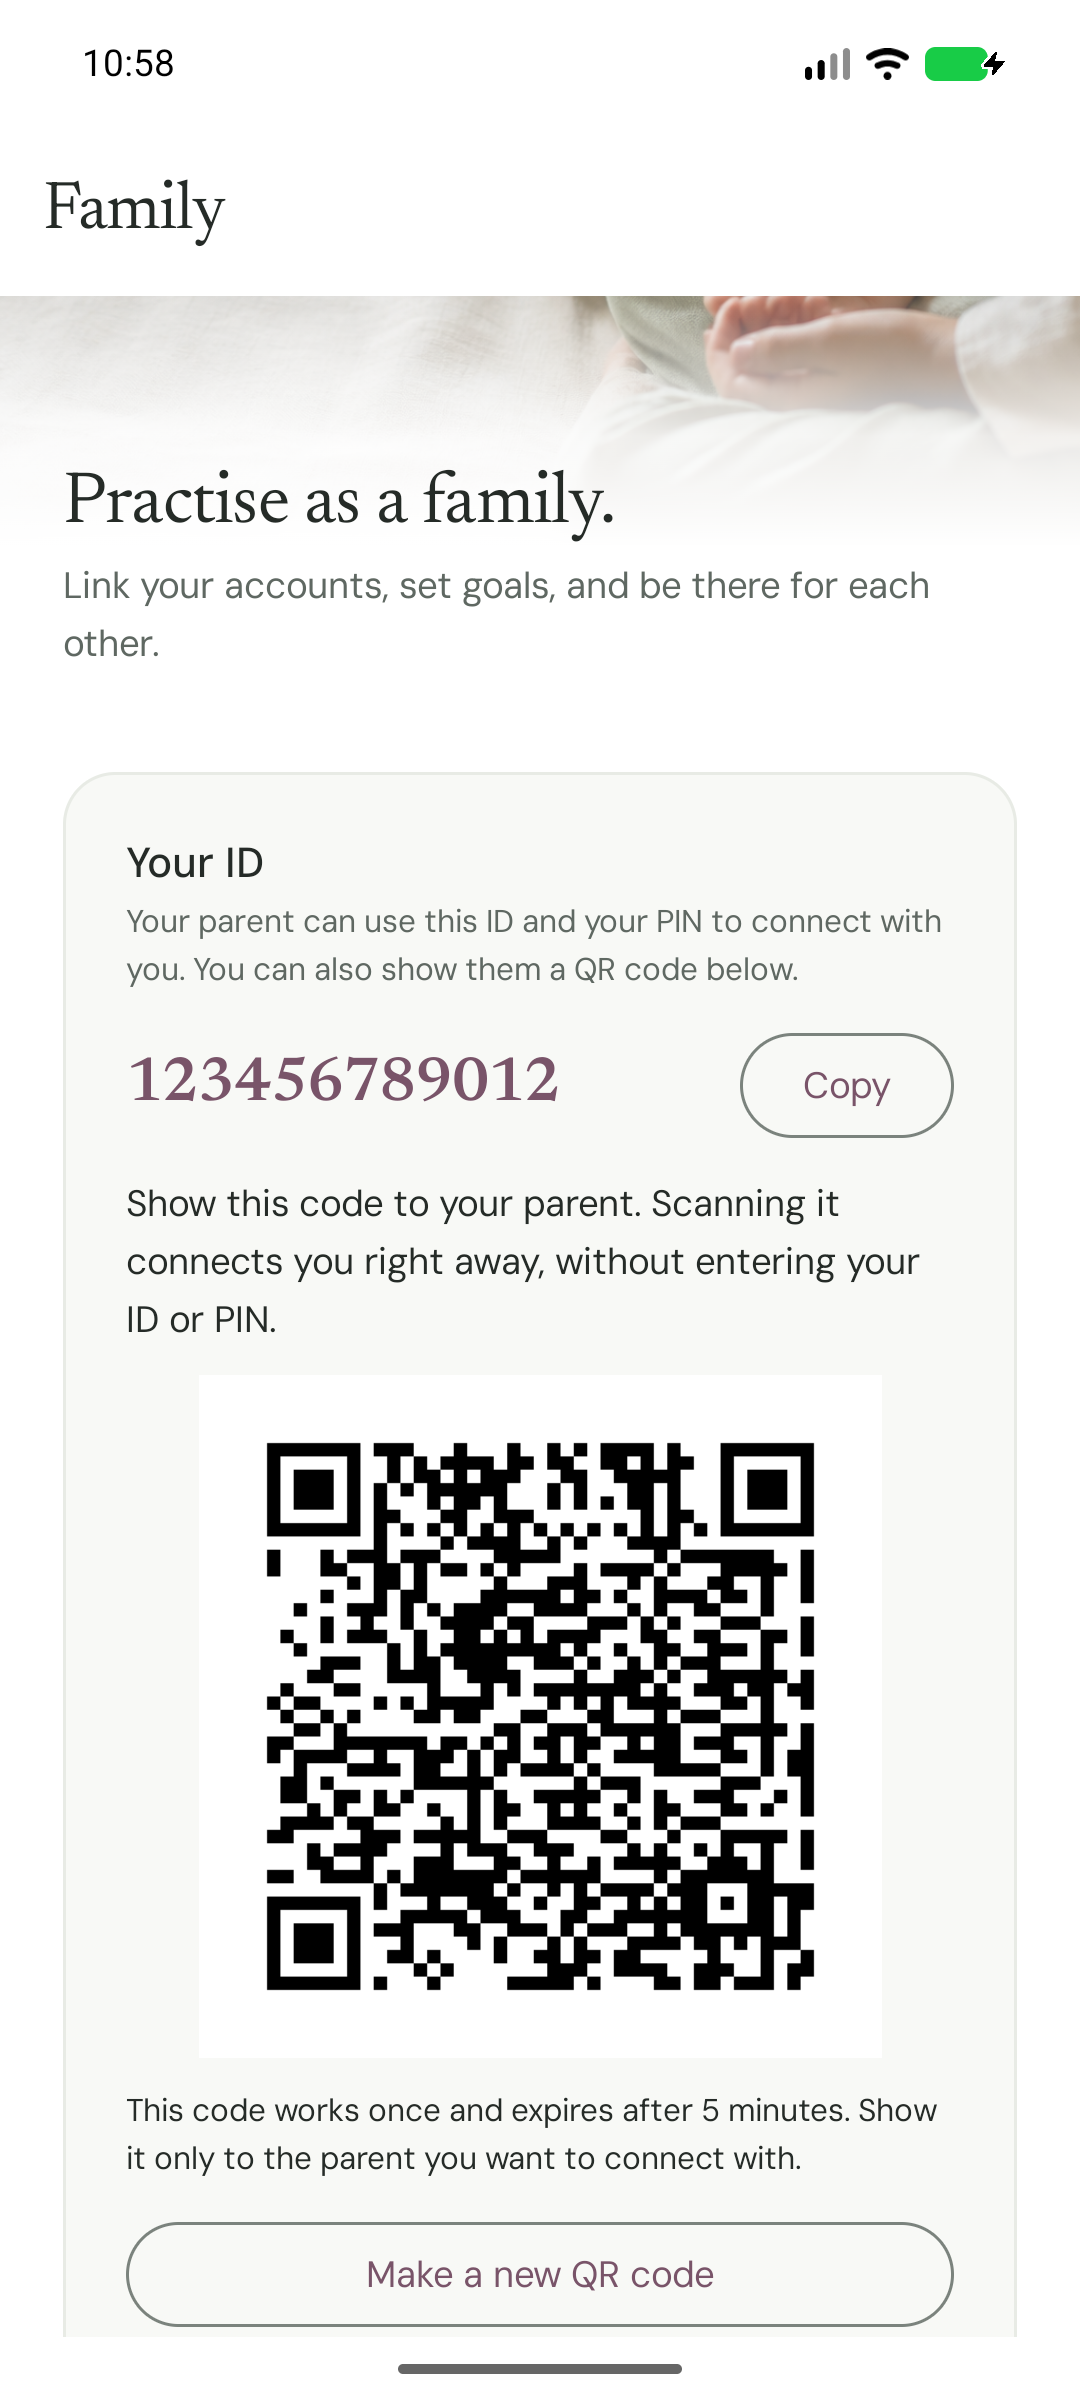 10:58
Family
Practise as a family.
Link your accounts, set goals, and be there for each
other.
Your ID
Your parent can use this ID and your PIN to connect with
you. You can also show them a QR code below.
123456789012
Copy
Show this code to your parent. Scanning it
connects you right away, without entering your
ID or PIN.
This code works once and expires after 5 minutes. Show
it only to the parent you want to connect with.
Make a new QR code